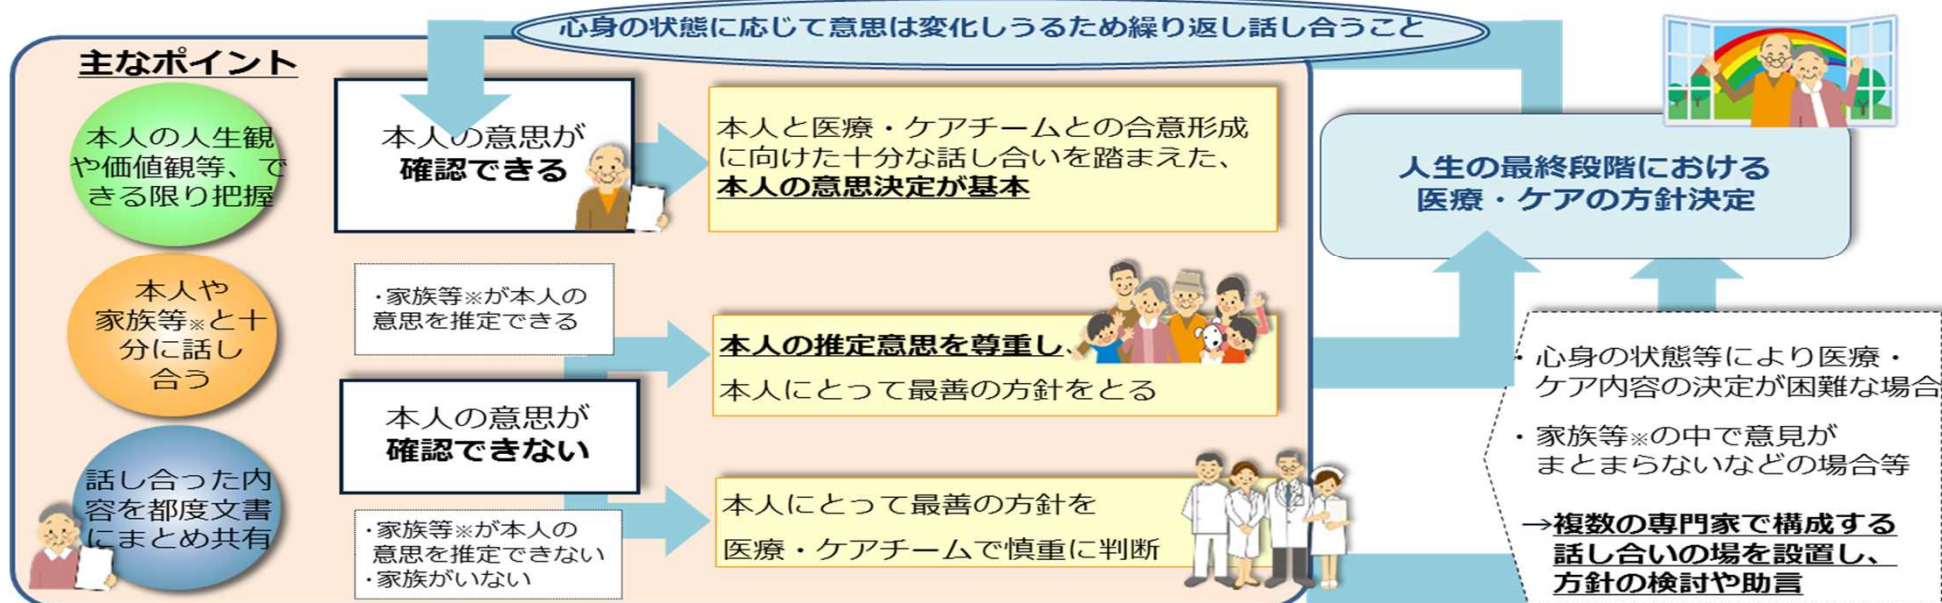 心身の状態に応じて意思は変化しうるため繰り返し話し合うこと
主なポイント
本人の人生観
や価値観等、で
きる限り把握
本人や
家族等※と十
分に話し
合う
話し合った内
容を都度文書
にまとめ共有
本人の意思が
確認できる
本人と医療・ケアチームとの合意形成
に向けた十分な話し合いを踏まえた、
本人の意思決定が基本
・家族等※が本人の
意思を推定できる
本人の推定意思を尊重し、
本人にとって最善の方針をとる
本人の意思が
確認できない
・家族等※が本人の
意思を推定できない
・家族がいない
本人にとって最善の方針を
医療・ケアチームで慎重に判断
人生の最終段階における
医療・ケアの方針決定
・心身の状態等により医療・
ケア内容の決定が困難な場合
・家族等※の中で意見が
まとまらないなどの場合等
→複数の専門家で構成する
話し合いの場を設置し、
方針の検討や助言